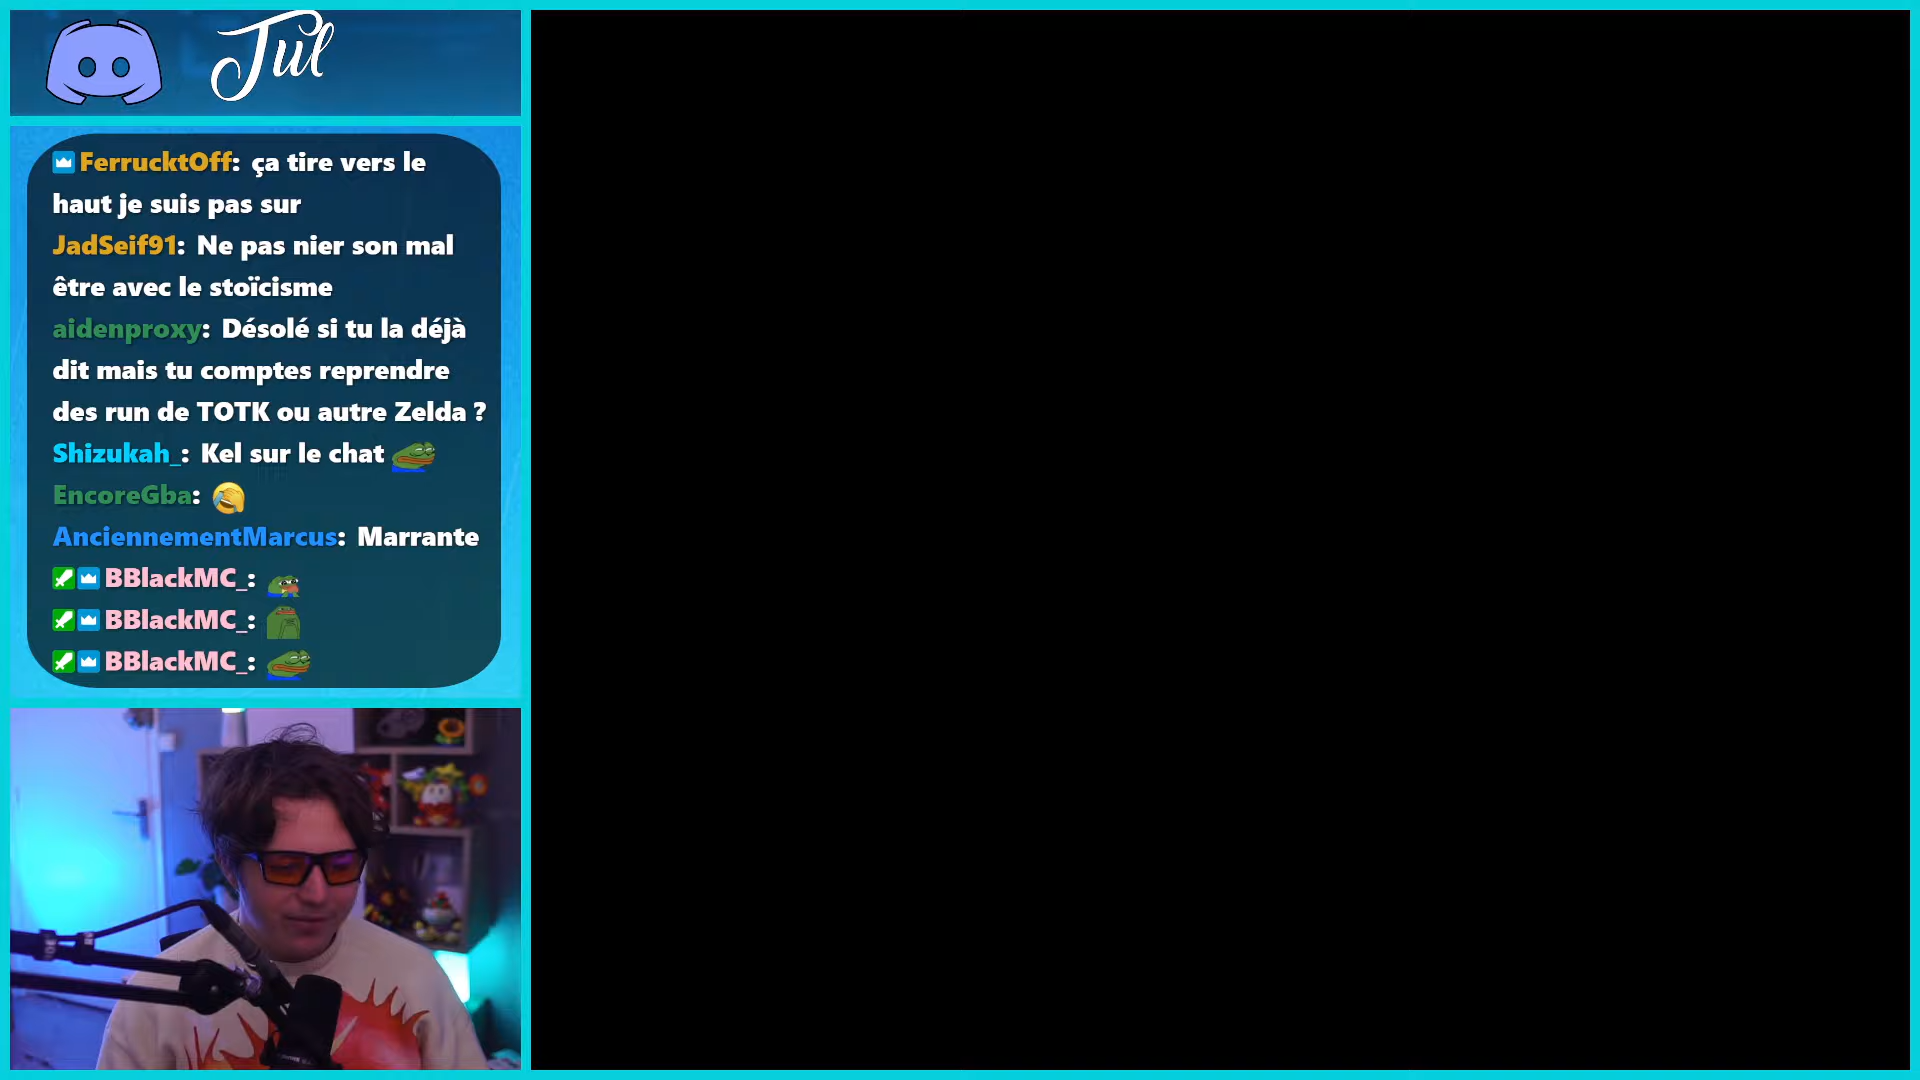 Jul
FerrucktOff: ça tire vers le
haut je suis pas sur
JadSeif91: Ne pas nier son mal
être avec le stoïcisme
aidenproxy: Désolé si tu la déjà
dit mais tu comptes reprendre
des run de TOTK ou autre Zelda ?
Shizukah_: Kel sur le chat
EncoreGba:
AnciennementMarcus: Marrante
BBlackMC_:
BBlackMC_:
BBlackMC_: